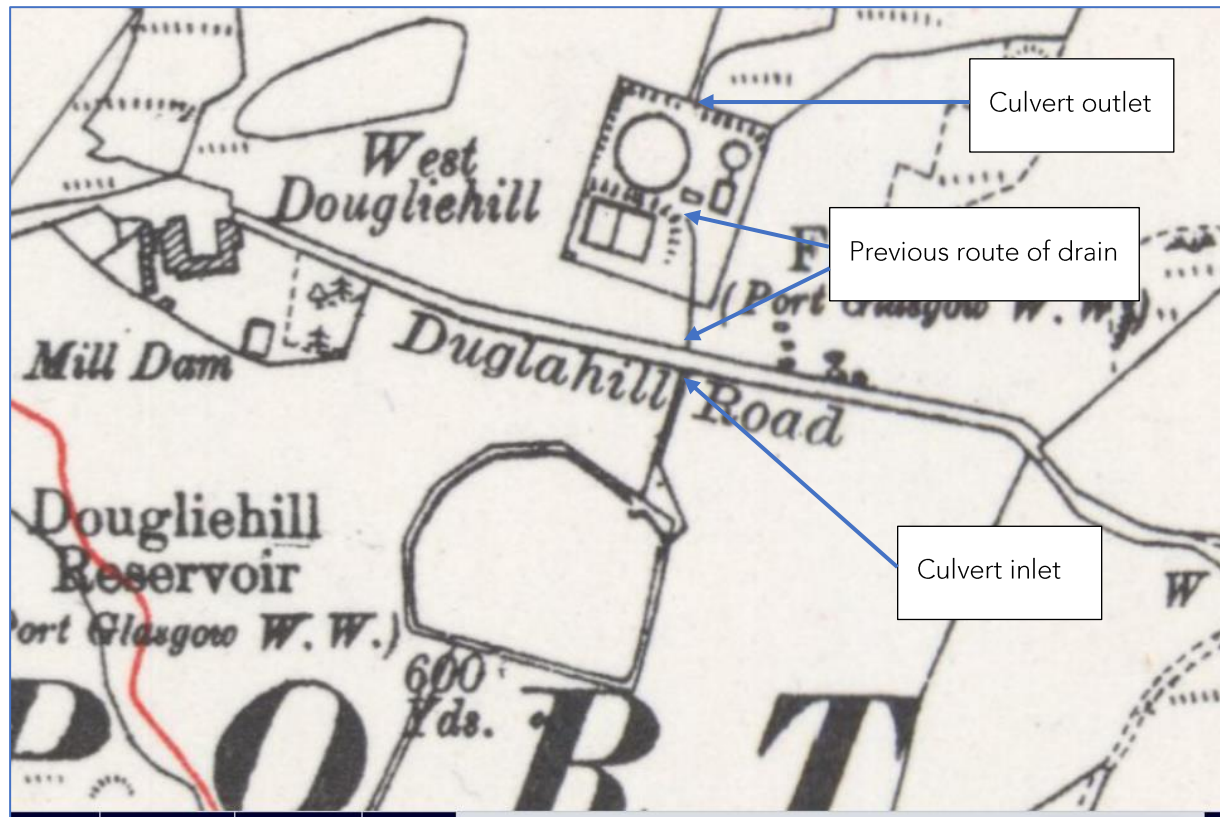 Culvert outlet
West
Dougliehill
Previous route of drain
F
(Port Glasgow W. W.)
Duglahill Road
Mill Dam
Culvert inlet
Dougliehill
Reservoir
Port Glasgow W. W.)
W
600
Yds.
P O R T